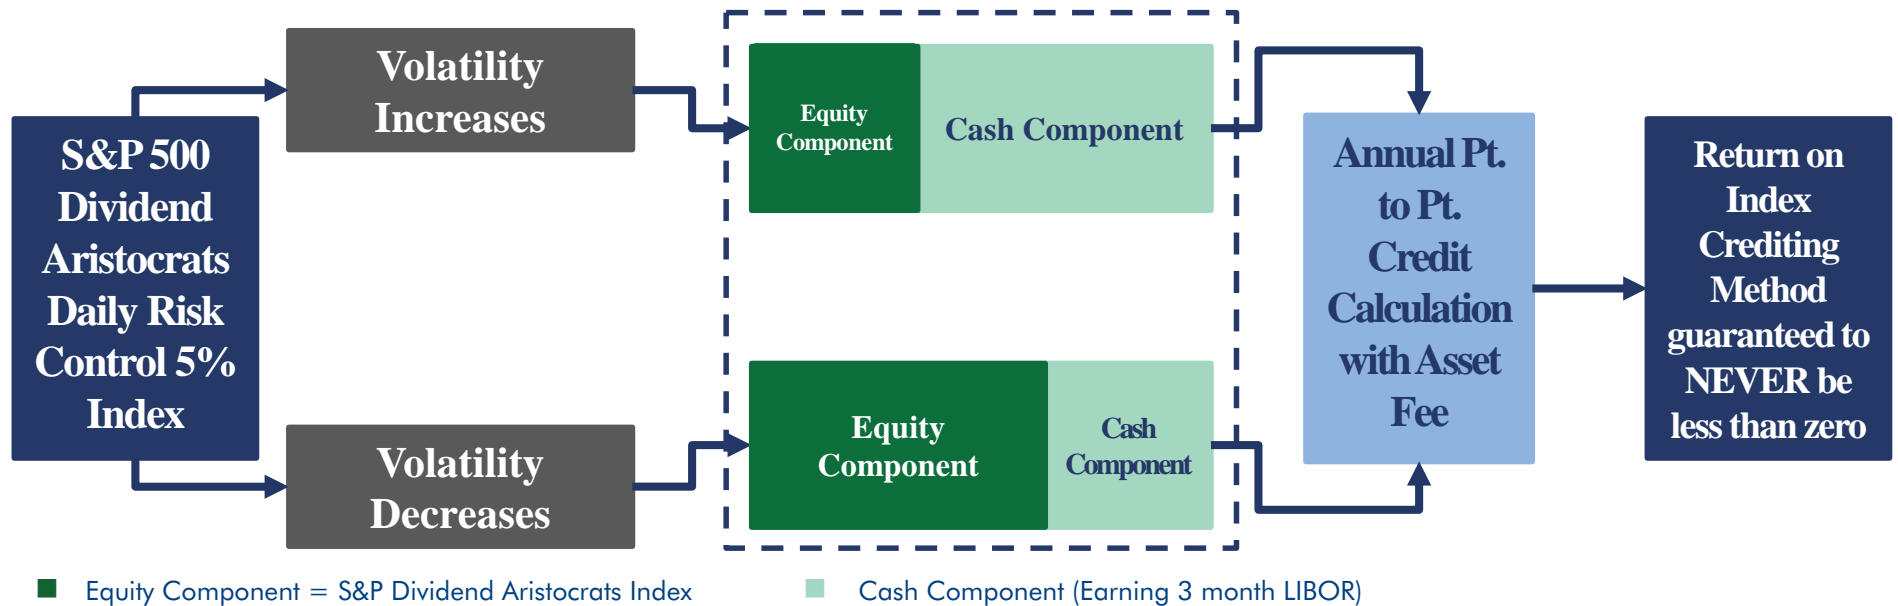 S&P 500
Dividend
Aristocrats
Daily Risk
Control 5%
Index
Volatility
Increases
Equity
Component
Cash Component
Volatility
Decreases
Equity
Component
Cash
Component
Annual Pt.
to Pt.
Credit
Calculation
with Asset
Fee
Return on
Index
Crediting
Method
guaranteed to
NEVER be
less than zero
Equity Component = S&P Dividend Aristocrats Index
Cash Component (Earning 3 month LIBOR)